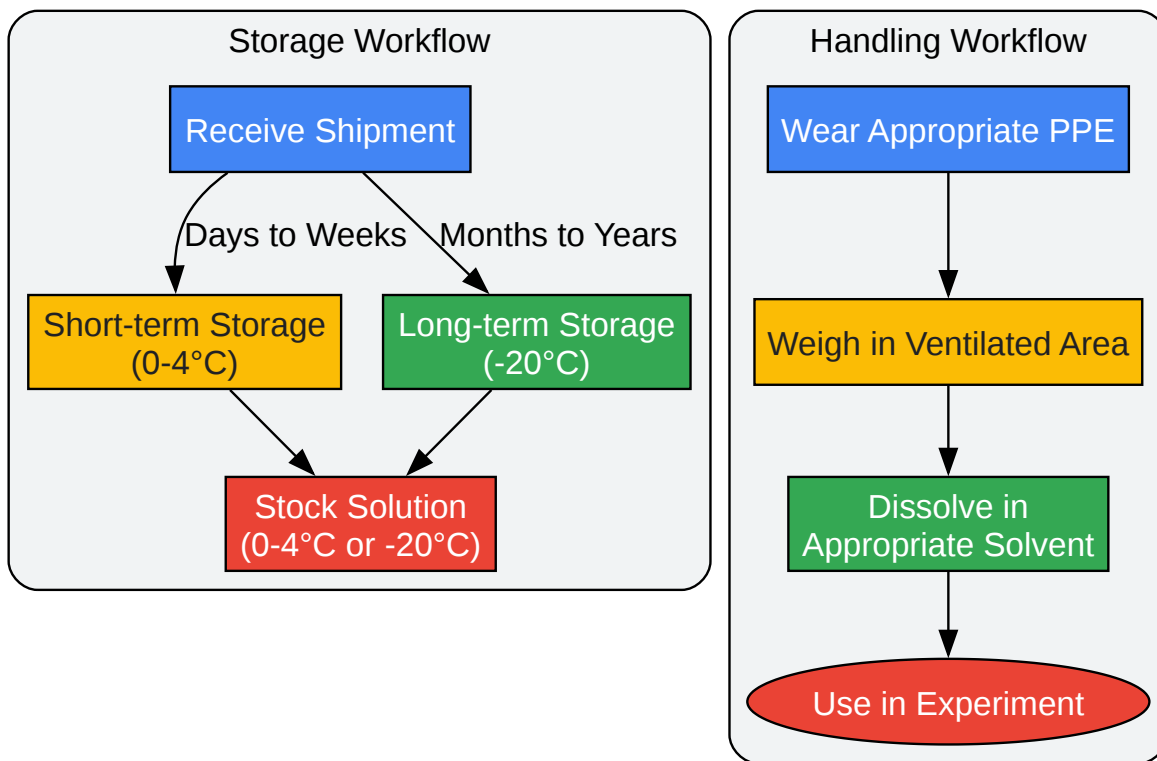 Storage Workflow
Receive Shipment
Days to Weeks
Months to Years
Short-term Storage
(0-4°C)
Long-term Storage
(-20°C)
Stock Solution
(0-4°C or -20°C)
Handling Workflow
Wear Appropriate PPE
Weigh in Ventilated Area
Dissolve in
Appropriate Solvent
Use in Experiment